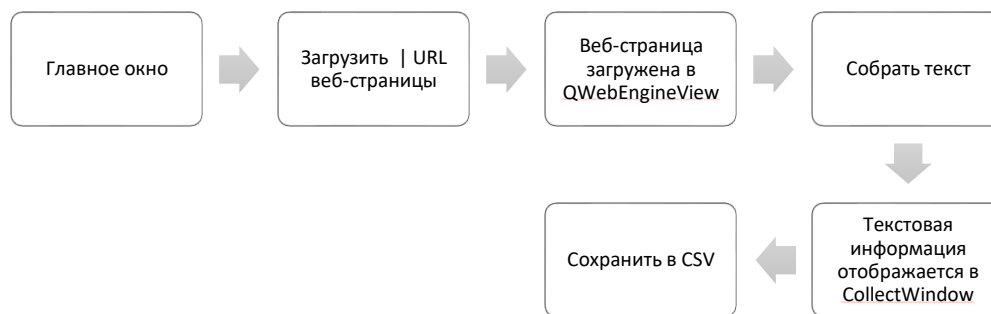 Главное окно
Загрузить | URL
веб-страницы
Веб-страница
загружена в
QWebEngineView
Собрать текст
Текстовая
информация
отображается в
CollectWindow
Сохранить в CSV